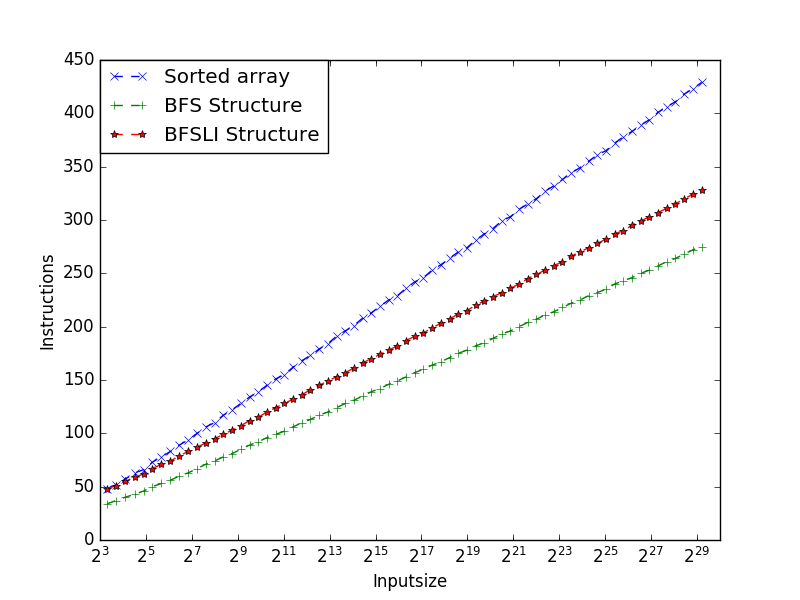 450
400
350
300
250
200
150
100
50
0
Instructions
Sorted array
BFS Structure
BFSLI Structure
2^3 2^5 2^7 2^9 2^11 2^13 2^15 2^17 2^19 2^21 2^23 2^25 2^27 2^29
Inputsize